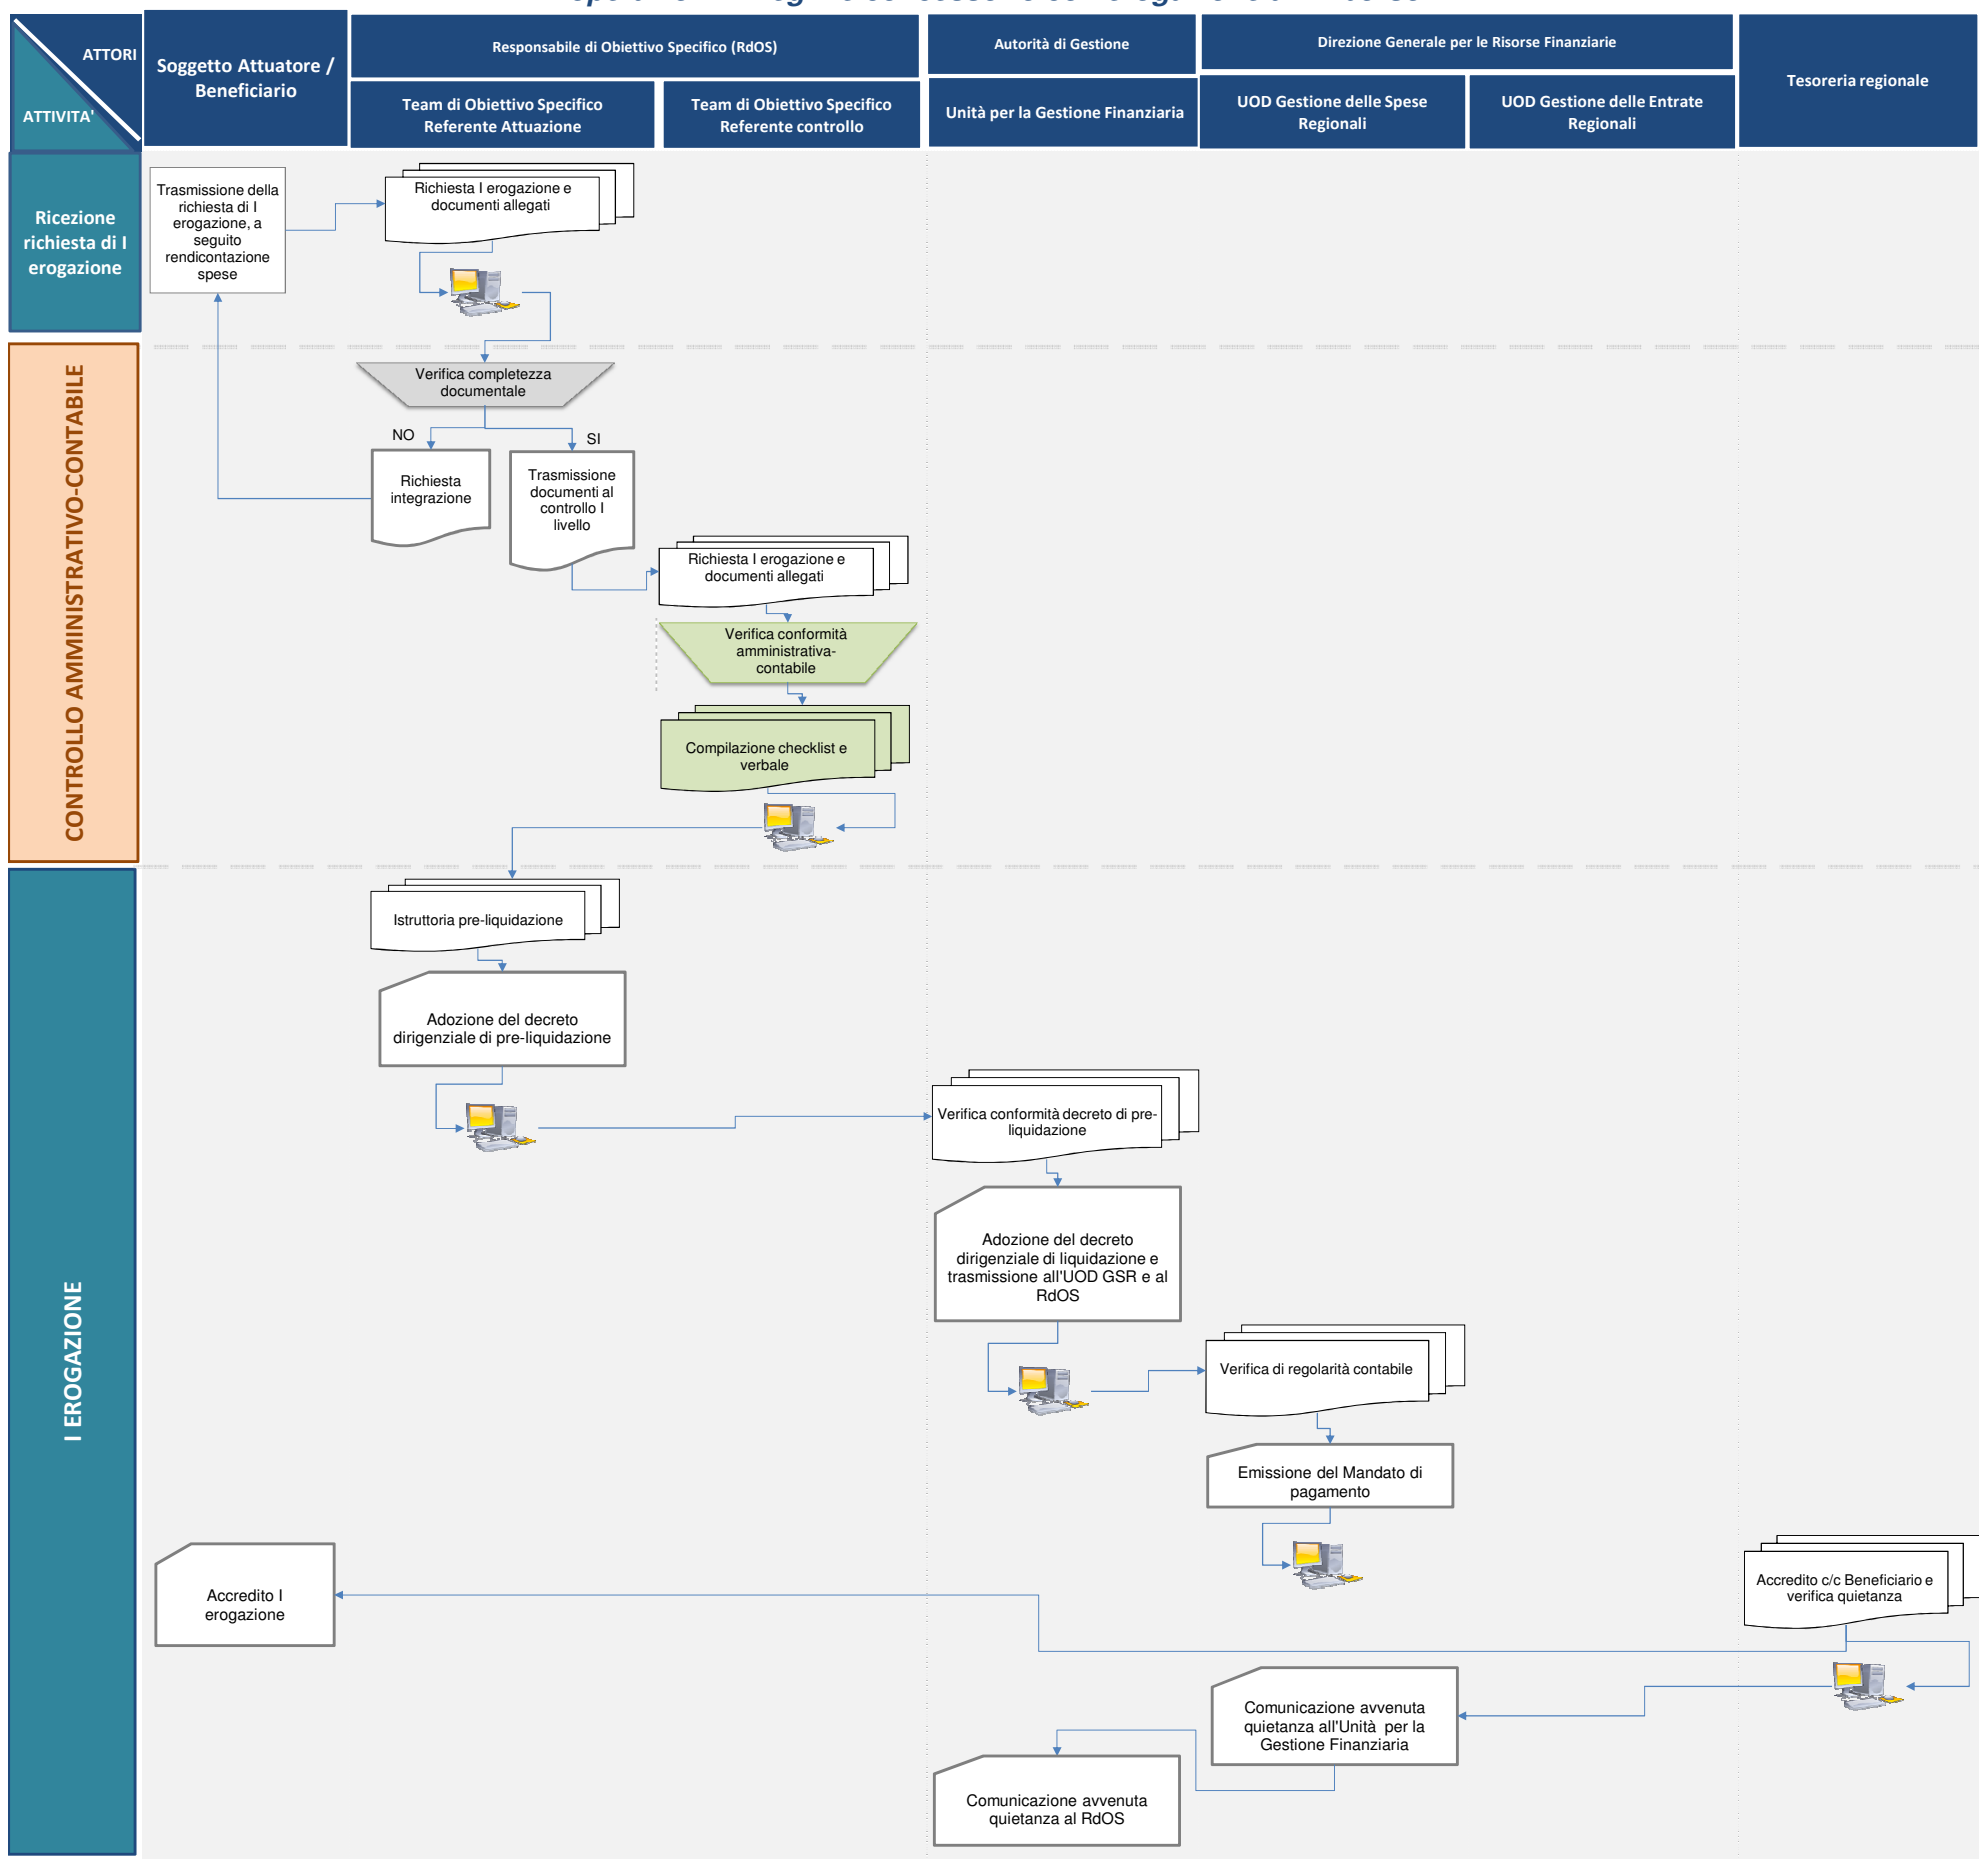 ATTORI
ATTIVITA'
Soggetto Attuatore /
Beneficiario
Responsabile di Obiettivo Specifico (RdOS)
Autorità di Gestione
Direzione Generale per le Risorse Finanziarie
Tesoreria regionale
Team di Obiettivo Specifico
Referente Attuazione
Team di Obiettivo Specifico
Referente controllo
Unità per la Gestione Finanziaria
UOD Gestione delle Spese
Regionali
UOD Gestione delle Entrate
Regionali
Ricezione
richiesta di I
erogazione
Trasmissione della
richiesta di I
erogazione, a
seguito
rendicontazione
spese
Richiesta I erogazione e
documenti allegati
CONTROLLO AMMINISTRATIVO-CONTABILE
Verifica completezza
documentale
NO
SI
Richiesta
integrazione
Trasmissione
documenti al
controllo I
livello
Richiesta I erogazione e
documenti allegati
Verifica conformità
amministrativa-
contabile
Compilazione checklist e
verbale
I EROGAZIONE
Istruttoria pre-liquidazione
Adozione del decreto
dirigenziale di pre-liquidazione
Verifica conformità decreto di pre-
liquidazione
Adozione del decreto
dirigenziale di liquidazione e
trasmissione all'UOD GSR e al
RdOS
Verifica di regolarità contabile
Emissione del Mandato di
pagamento
Accredito I
erogazione
Accredito c/c Beneficiario e
verifica quietanza
Comunicazione avvenuta
quietanza all'Unità per la
Gestione Finanziaria
Comunicazione avvenuta
quietanza al RdOS